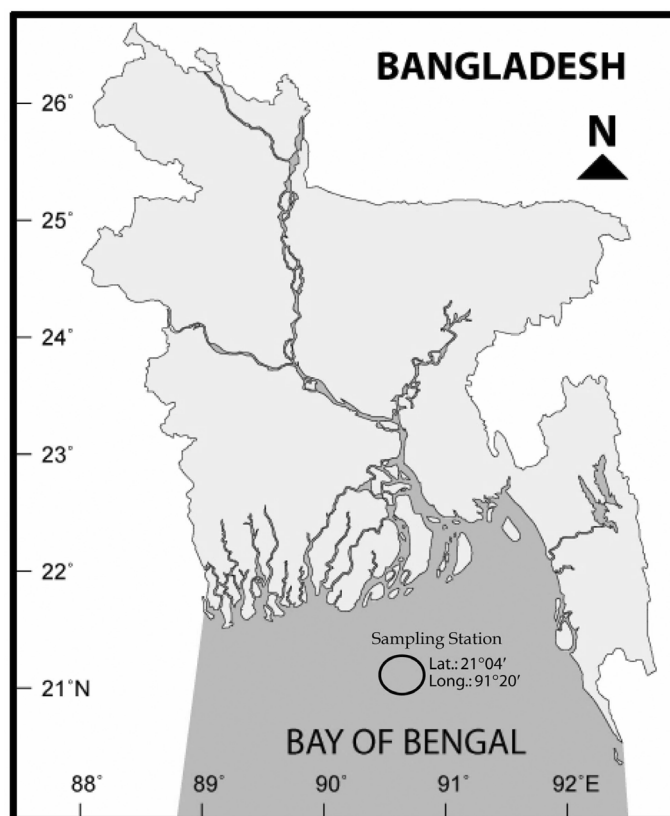 BANGLADESH
N
26°
25°
24°
23°
22°
21°N
Sampling Station
Lat.: 21°04′
Long.: 91°20′
BAY OF BENGAL
88° 89° 90° 91° 92°E